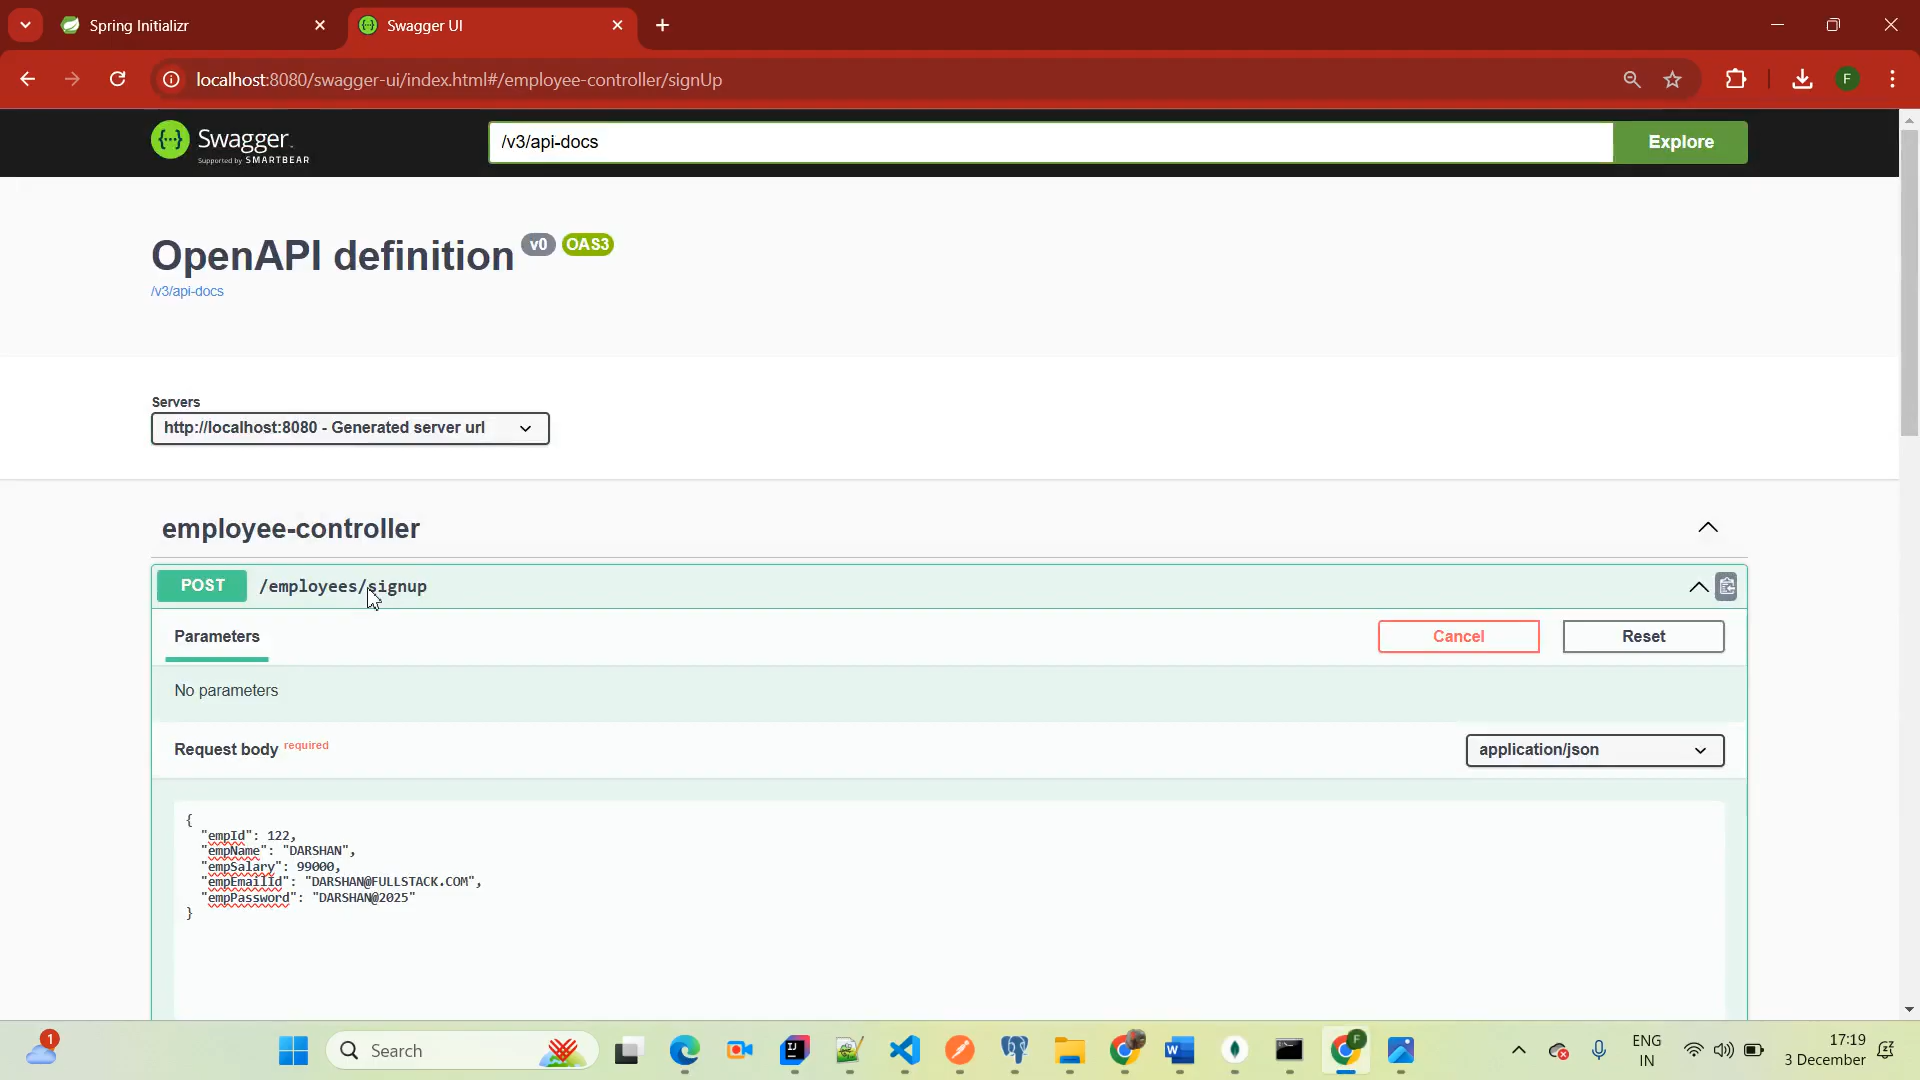 Spring Initializr
Swagger UI
localhost:8080/swagger-ui/index.html#/employee-controller/signUp
F
Swagger.
Supported by SMARTBEAR
/v3/api-docs
Explore
OpenAPI definition v0 OAS3
/v3/api-docs
Servers
http://localhost:8080 - Generated server url
employee-controller
POST /employees/signup
Parameters
Cancel
Reset
No parameters
Request body required
application/json
{
"empId": 122,
"empName": "DARSHAN",
"empSalary": 99000,
"empEmailId": "DARSHAN@FULLSTACK.COM",
"empPassword": "DARSHAN@2025"
}
1
Search
F
ENG
IN
17:19
3 December